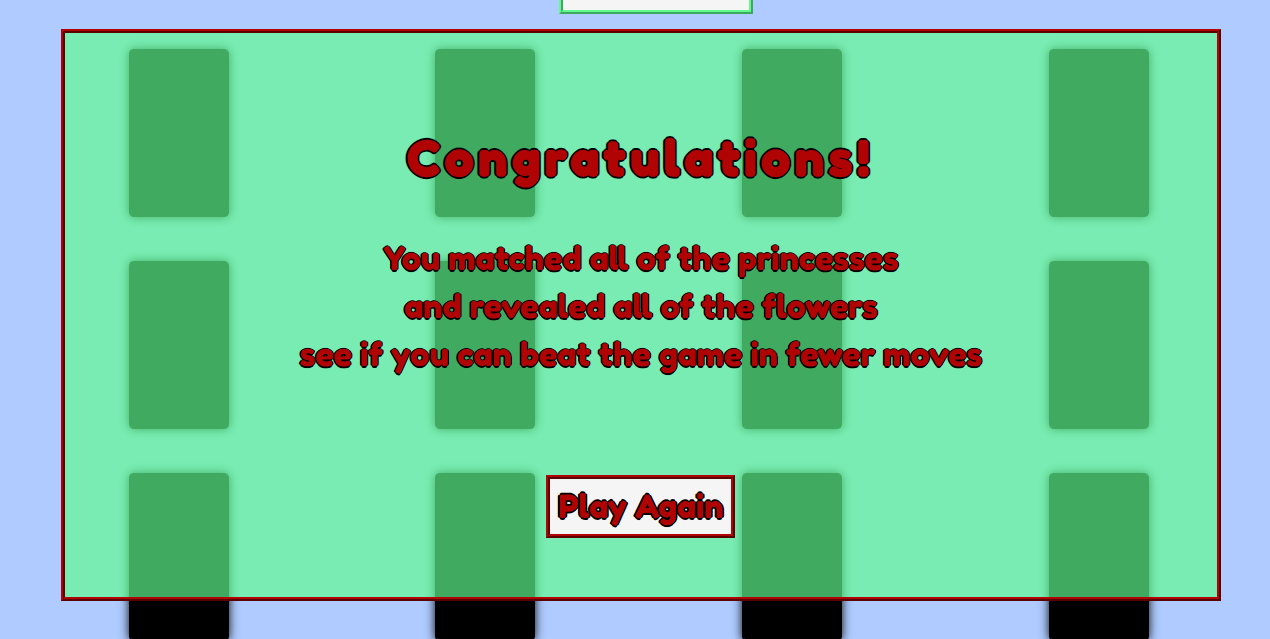 Congratulations!
You matched all of the princesses
and revealed all of the flowers
see if you can beat the game in fewer moves
Play Again